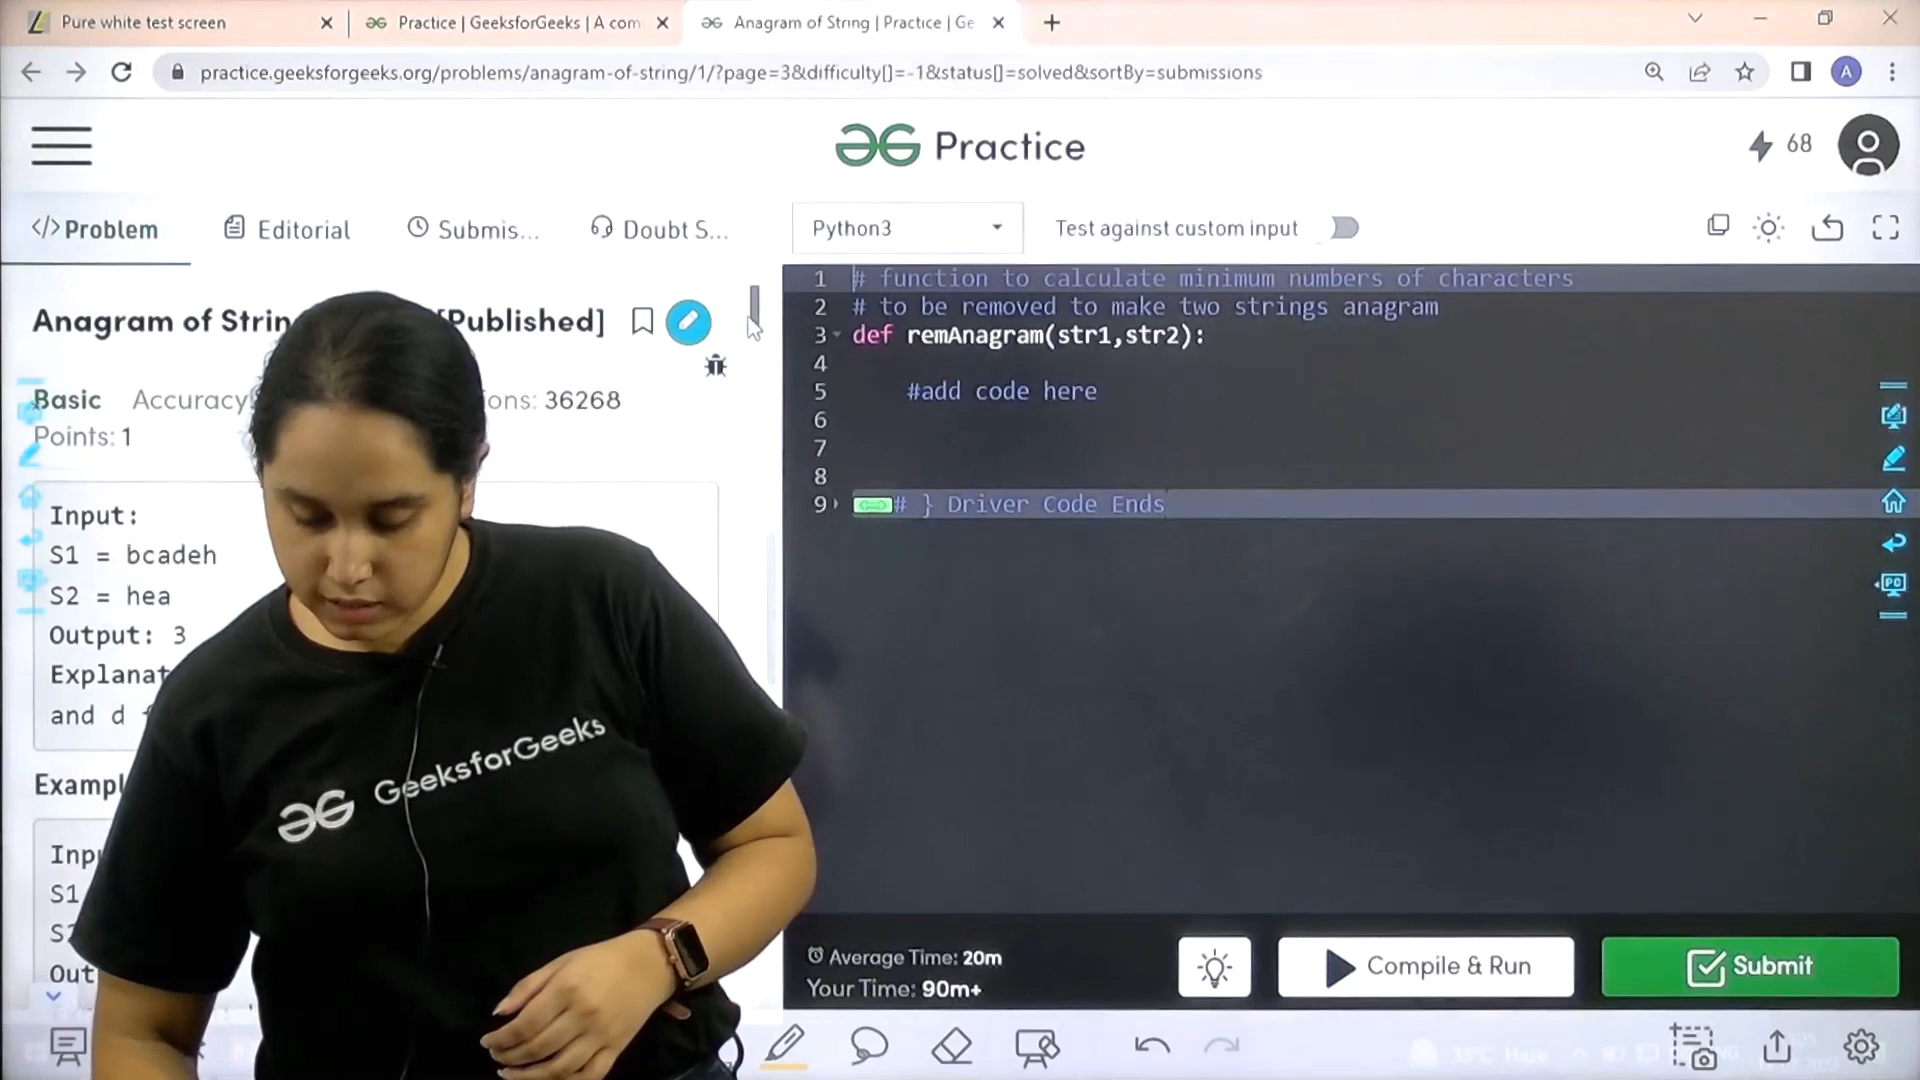 Pure white test screen
Practice | GeeksforGeeks | A com
Anagram of String | Practice | Ge
practice.geeksforgeeks.org/problems/anagram-of-string/1/?page=3&difficulty[]=-1&status[]=solved&sortBy=submissions
A
Practice
68
</> Problem
Editorial
Submis...
Doubt S...
Python3
Test against custom input
Anagram of Strin
[Published]
Basic
Accuracy
ons: 36268
Points: 1
Input:
S1 = bcadeh
S2 = hea
Output: 3
Explanat
and d
Exampl
Inp
S1
S2
Out
1 # function to calculate minimum numbers of characters
2 # to be removed to make two strings anagram
3 def remAnagram(str1,str2):
4
5 #add code here
6
7
8
9 # } Driver Code Ends
PC
GeeksforGeeks
Average Time: 20m
Your Time: 90m+
Compile & Run
Submit
33°C Haze